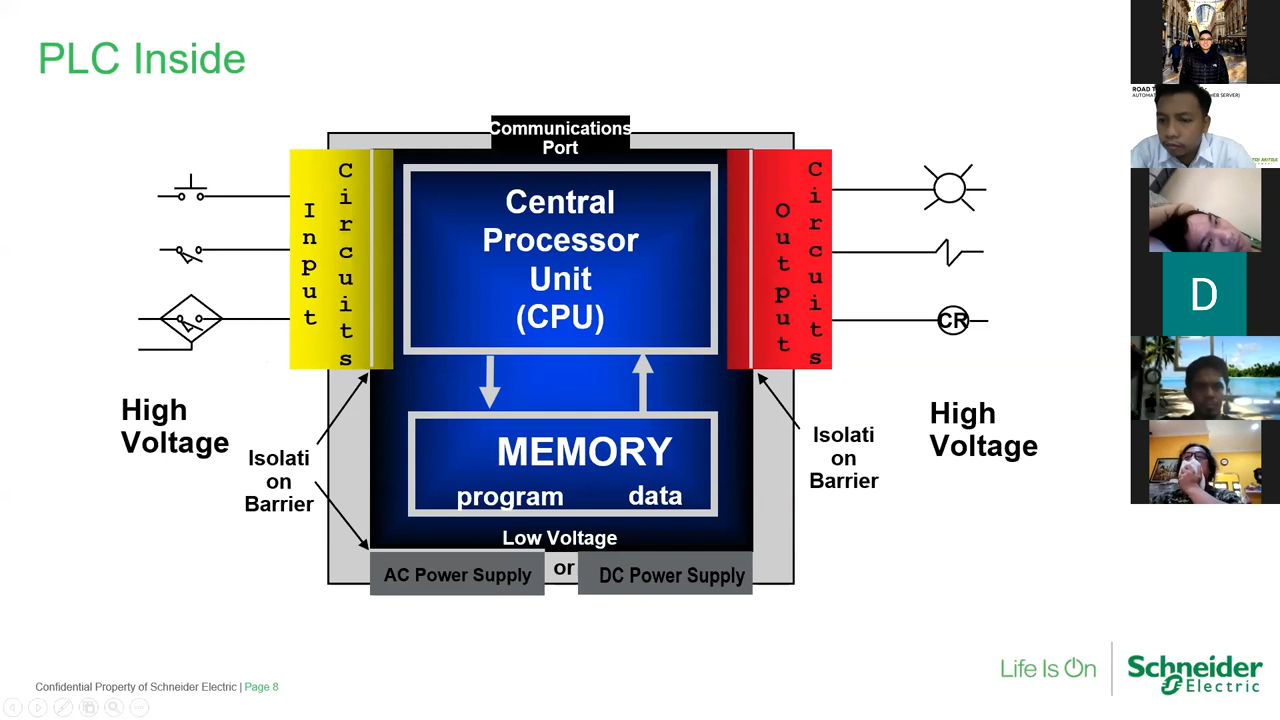 PLC Inside
Communications
Port
Input
Circuits
Central
Processor
Unit
(CPU)
Output
Circuits
CR
High
Voltage
Isolati
on
Barrier
MEMORY
program data
Low Voltage
AC Power Supply
or
DC Power Supply
Isolati
on
Barrier
High
Voltage
Confidential Property of Schneider Electric | Page 8
Life Is On
Schneider
Electric
D